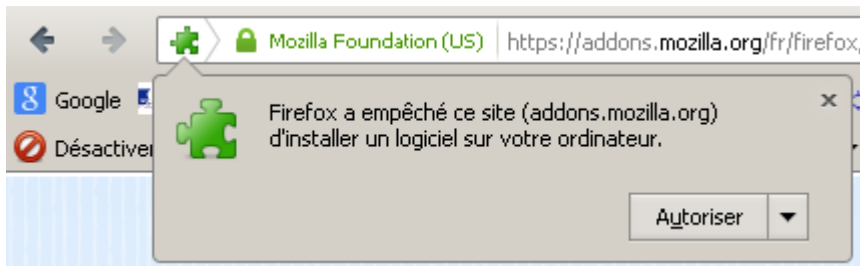 Mozilla Foundation (US) https://addons.mozilla.org/fr/firefox/
Google
Firefox a empêché ce site (addons.mozilla.org)
d'installer un logiciel sur votre ordinateur.
Désactiver
Autoriser